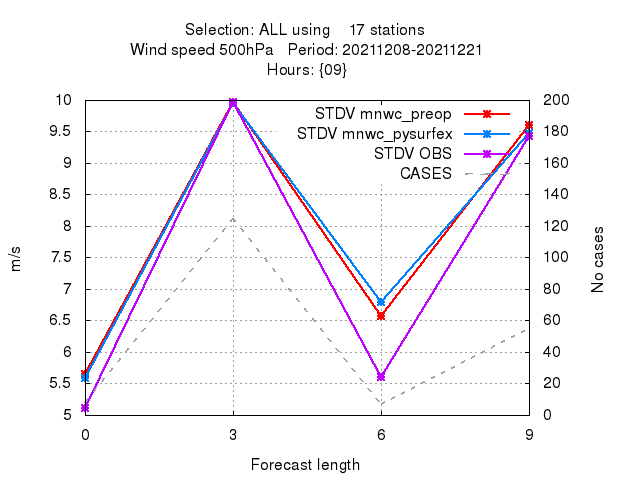 Selection: ALL using 17 stations
Wind speed 500hPa Period: 20211208-20211221
Hours: {09}
STDV mnwc_preop
STDV mnwc_pysurfex
STDV OBS
CASES
10 200
9.5 180
9 160
8.5 140
8 120
7.5 100
7 80
6.5 60
6 40
5.5 20
5 0
m/s
No cases
0 3 6 9
Forecast length